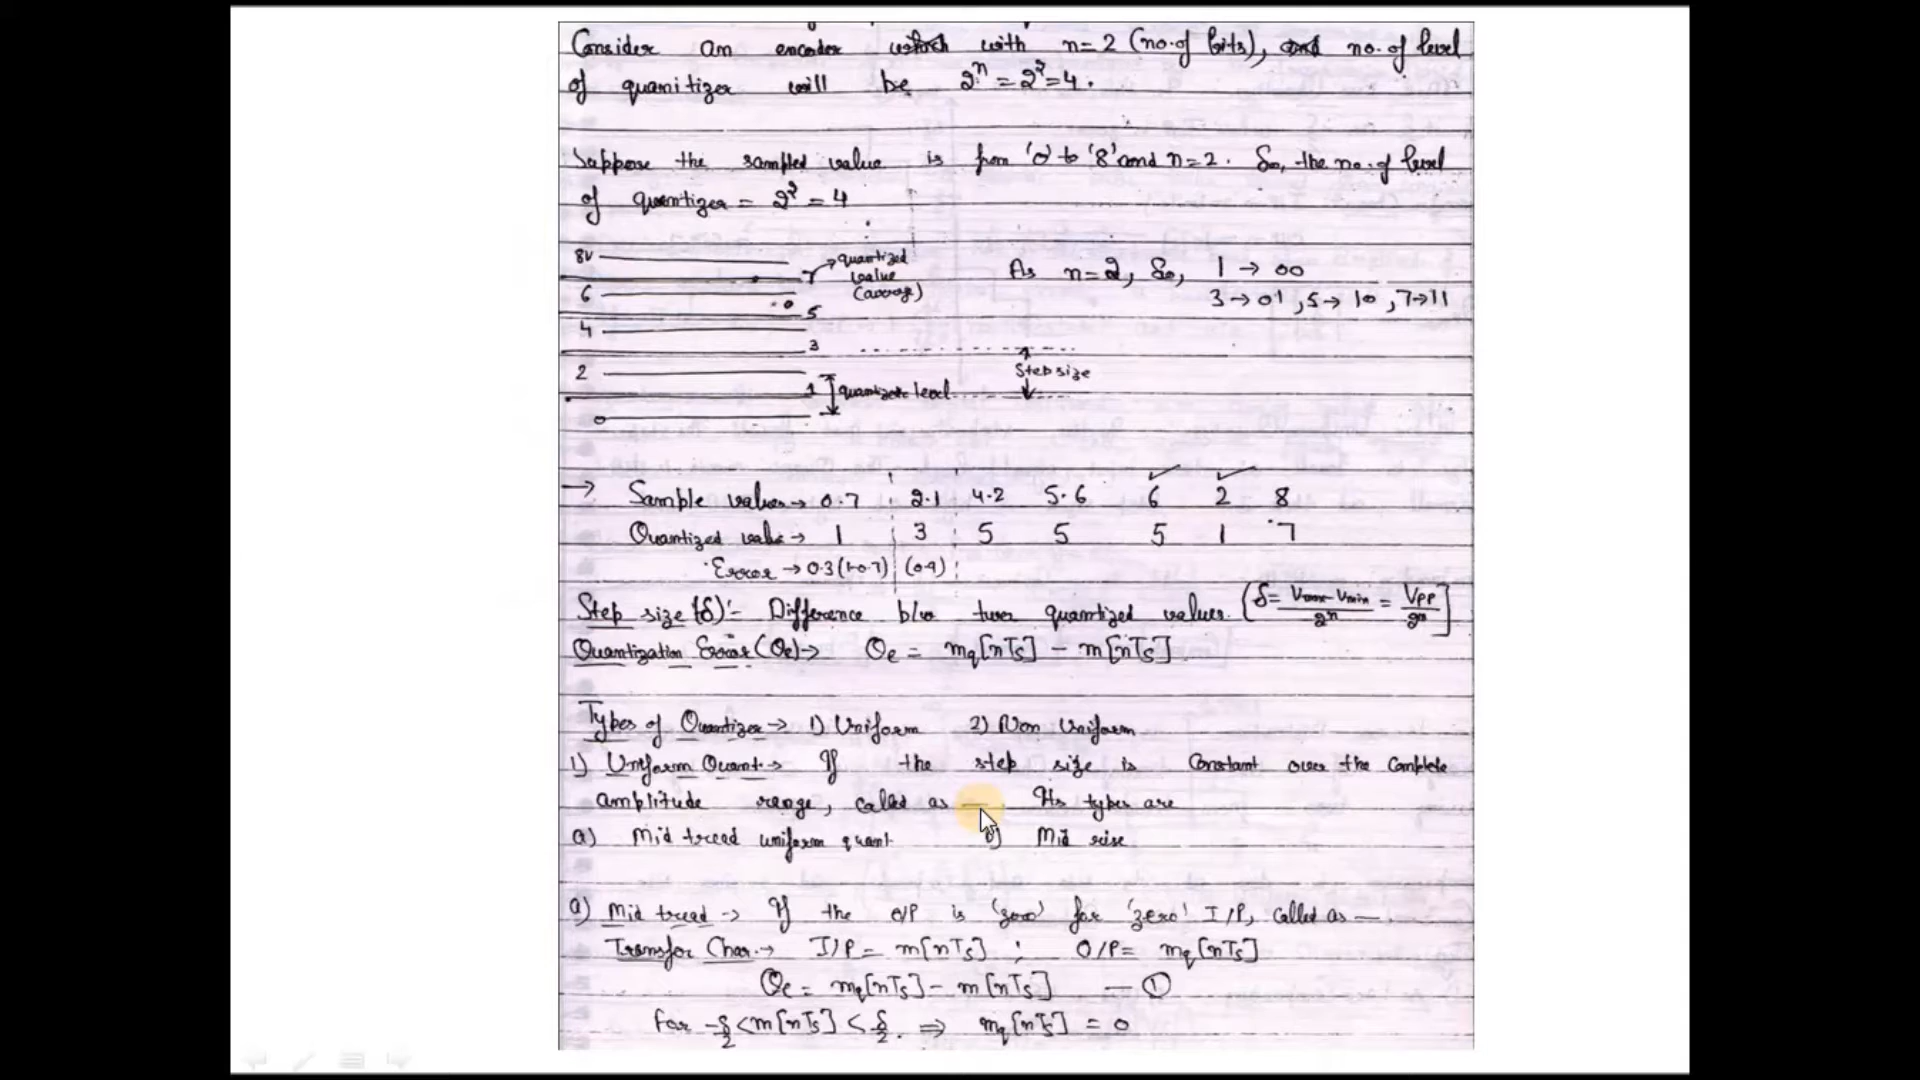 Consider an encoder which with n=2 (no. of bits), and no. of level
of quanitizer will be 2ⁿ = 2² = 4.
Suppose the sampled value is from '0' to '8' and n=2. So, the no. of level
of quantizer = 2² = 4
8V
7 → quantized value (average)
As n=2, So, 1 → 00
6
3 → 01, 5 → 10, 7 → 11
5
4
3
Step size
2
1 quantizer level
0
→ Sample values → 0.7 2.1 4.2 5.6 6 2 8
Quantized value → 1 3 5 5 5 1 7
Error → 0.3 (1-0.7) (0.9)
Step size (δ) :- Difference b/w two quantized values. [δ = Vmax - Vmin / 2ⁿ = VPP / 2ⁿ]
Quantization Error (Qe) → Qe = mq[nTs] - m[nTs]
Types of Quantizer → 1) Uniform 2) Non Uniform
1) Uniform Quant. → If the step size is constant over the complete
amplitude range, called as —. Its types are
a) Mid tread uniform quant. b) Mid rise
a) Mid tread → If the O/P is 'zero' for 'zero' I/P, called as —.
Transfer Char. → I/P = m[nTs] ; O/P = mq[nTs]
Qe = mq[nTs] - m[nTs] — ①
For -δ/2 < m[nTs] < δ/2. ⇒ mq[nTs] = 0